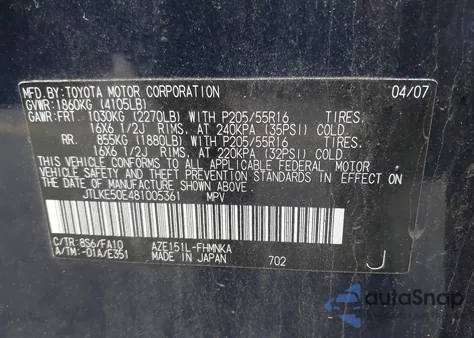 MFD.BY:TOYOTA MOTOR CORPORATION 04/07
GVWR:1860KG (4105LB)
GAWR:FRT. 1030KG (2270LB) WITH P205/55R16 TIRES,
16X6 1/2J RIMS, AT 240KPA (35PSI) COLD.
RR. 855KG (1880LB) WITH P205/55R16 TIRES,
16X6 1/2J RIMS, AT 220KPA (32PSI) COLD.
THIS VEHICLE CONFORMS TO ALL APPLICABLE FEDERAL MOTOR
VEHICLE SAFETY AND THEFT PREVENTION STANDARDS IN
EFFECT ON THE DATE OF MANUFACTURE SHOWN ABOVE.
JTLKE50E481005361 MPV
C/TR:8S6/FA10 AZE151L-FHMNKA
A/TM:-01A/E351 MADE IN JAPAN 702 J
autoSnap